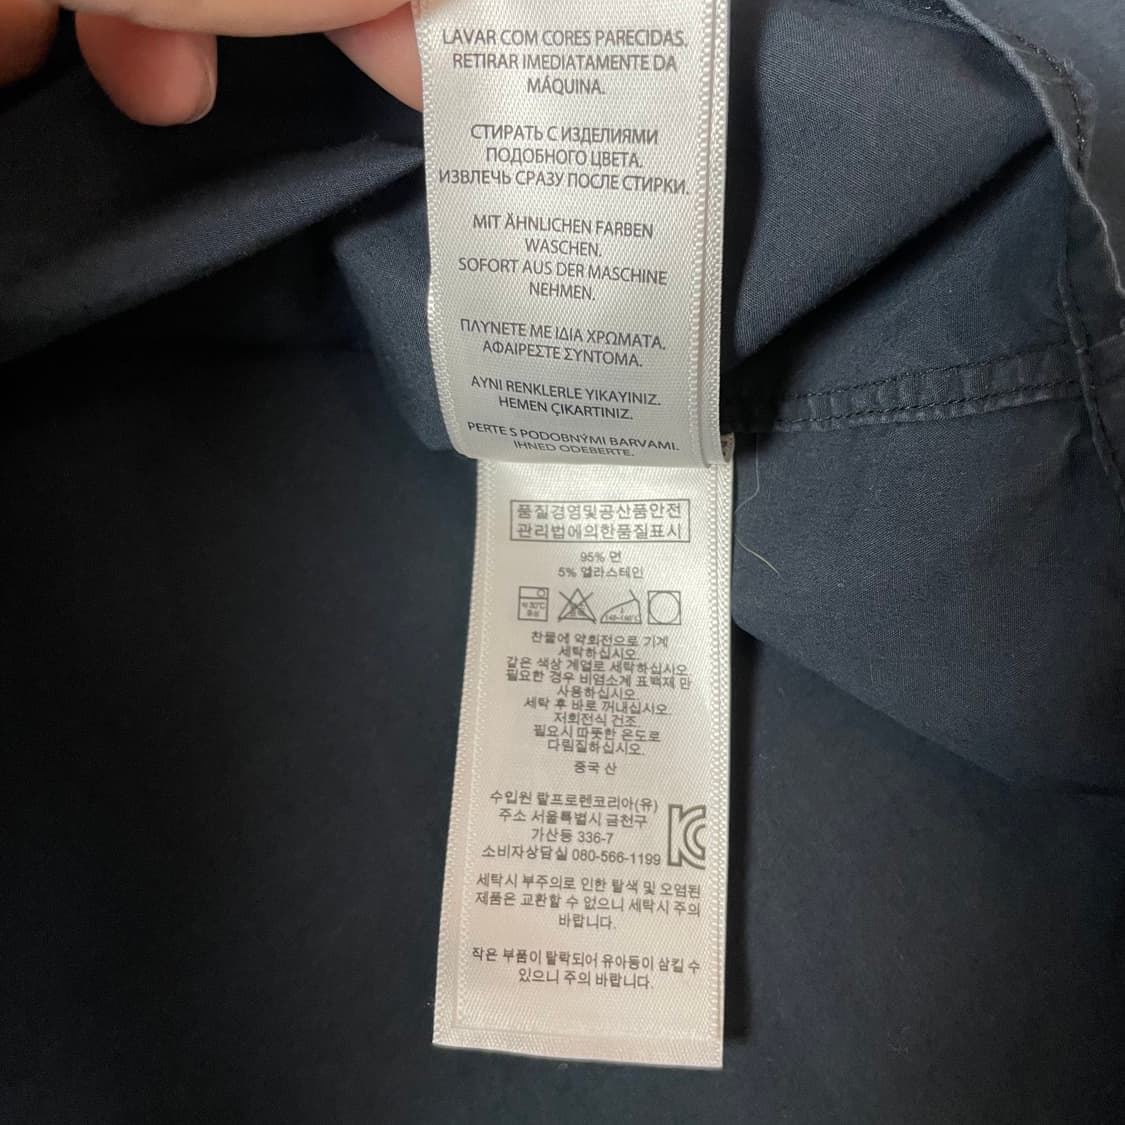 LAVAR COM CORES PARECIDAS.
RETIRAR IMEDIATAMENTE DA
MÁQUINA.
СТИРАТЬ С ИЗДЕЛИЯМИ
ПОДОБНОГО ЦВЕТА.
ИЗВЛЕЧЬ СРАЗУ ПОСЛЕ СТИРКИ.
MIT ÄHNLICHEN FARBEN
WASCHEN.
SOFORT AUS DER MASCHINE
NEHMEN.
ΠΛΥΝΕΤΕ ΜΕ ΙΔΙΑ ΧΡΩΜΑΤΑ.
ΑΦΑΙΡΕΣΤΕ ΣΥΝΤΟΜΑ.
AYNI RENKLERLE YIKAYINIZ.
HEMEN ÇIKARTINIZ.
PERTE S PODOBNÝMI BARVAMI.
IHNED ODEBERTE.
품질경영및공산품안전
관리법에의한품질표시
95% 면
5% 엘라스테인
약30℃
중성
찬물에 약회전으로 기계
세탁하십시오.
같은 색상 계열로 세탁하십시오.
필요한 경우 비염소계 표백제 만
사용하십시오.
세탁 후 바로 꺼내십시오.
저회전식 건조.
필요시 따뜻한 온도로
다림질하십시오.
중국 산
수입원 랄프로렌코리아(유)
주소 서울특별시 금천구
가산동 336-7
소비자상담실 080-566-1199
세탁시 부주의로 인한 탈색 및 오염된
제품은 교환할 수 없으니 세탁시 주의
바랍니다.
작은 부품이 탈락되어 유아동이 삼킬 수
있으니 주의 바랍니다.